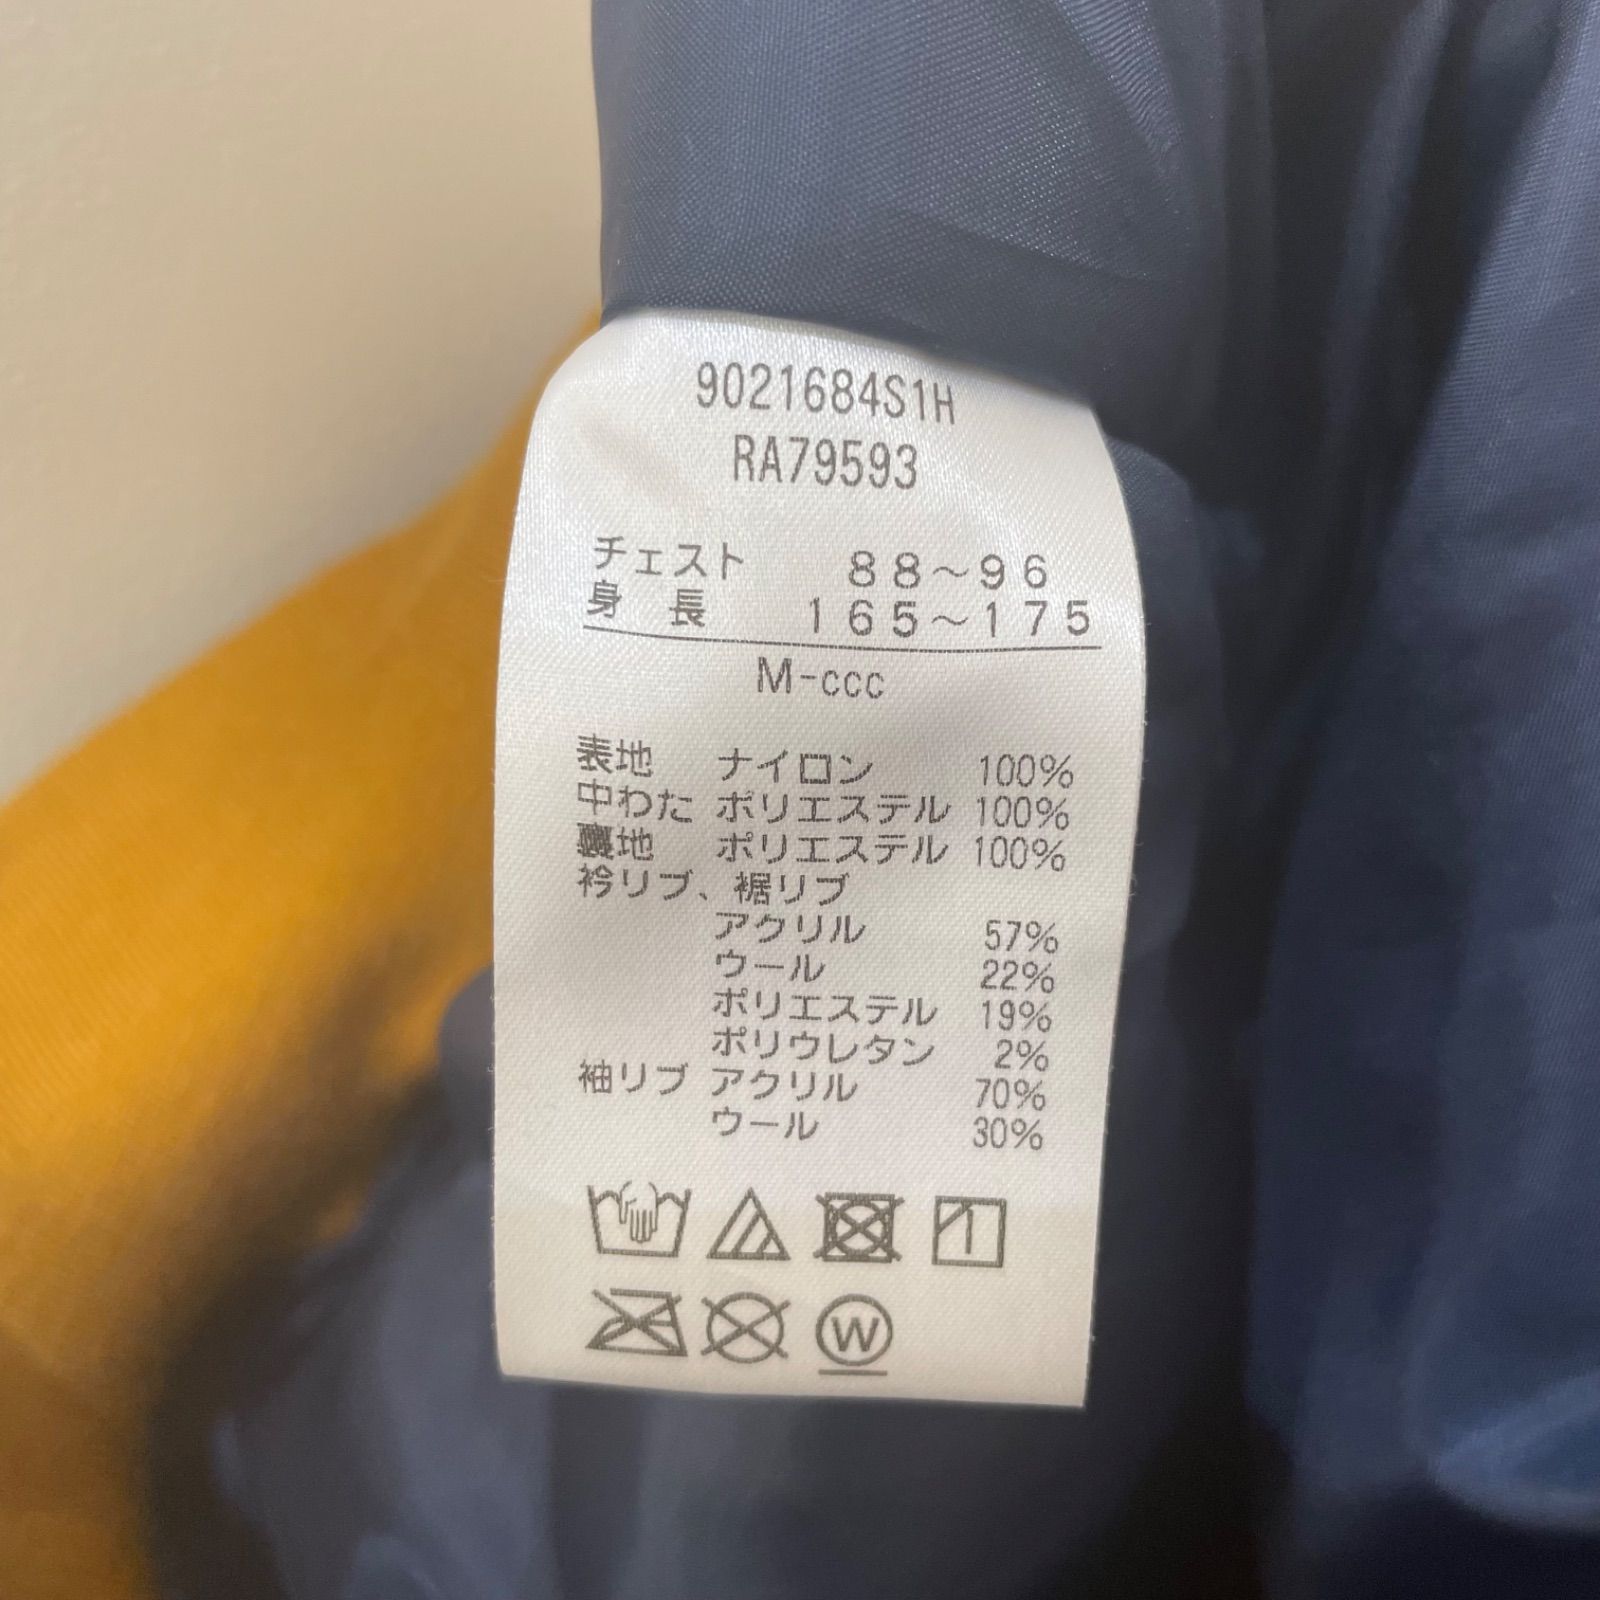 9021684S1H
RA79593
チェスト 88～96
身長 165～175
M-ccc
表地 ナイロン 100%
中わた ポリエステル 100%
裏地 ポリエステル 100%
衿リブ、裾リブ
アクリル 57%
ウール 22%
ポリエステル 19%
ポリウレタン 2%
袖リブ アクリル 70%
ウール 30%
W